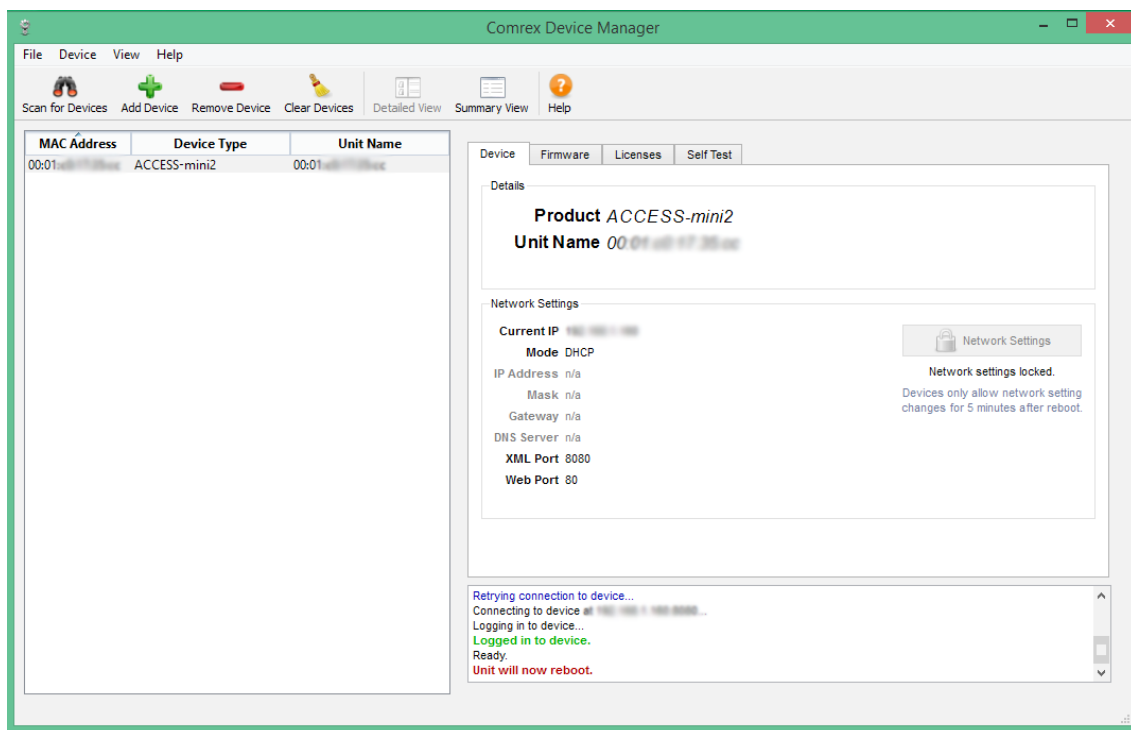 Comrex Device Manager
File Device View Help
Scan for Devices Add Device Remove Device Clear Devices Detailed View Summary View Help
MAC Address Device Type Unit Name
00:01: ACCESS-mini2 00:01
Device Firmware Licenses Self Test
Details
Product ACCESS-mini2
Unit Name 00:01
Network Settings
Current IP
Mode DHCP
IP Address n/a
Mask n/a
Gateway n/a
DNS Server n/a
XML Port 8080
Web Port 80
Network Settings
Network settings locked.
Devices only allow network setting
changes for 5 minutes after reboot.
Retrying connection to device...
Connecting to device at ...
Logging in to device...
Logged in to device.
Ready.
Unit will now reboot.